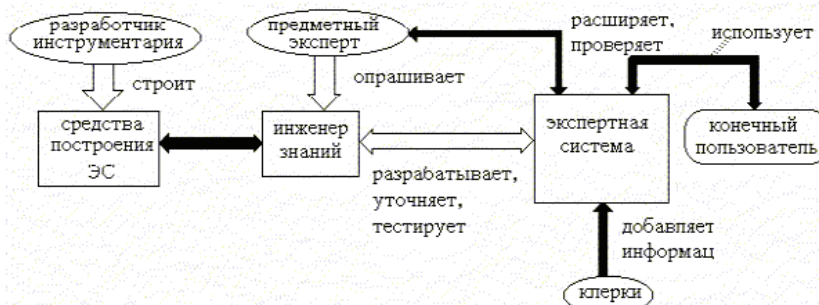 разработчик
инструментария
предметный
эксперт
расширяет,
проверяет
использует
строит
опрашивает
средства
построения
ЭС
инженер
знаний
экспертная
система
конечный
пользователь
разрабатывает,
уточняет,
тестирует
добавляет
информац
клерки